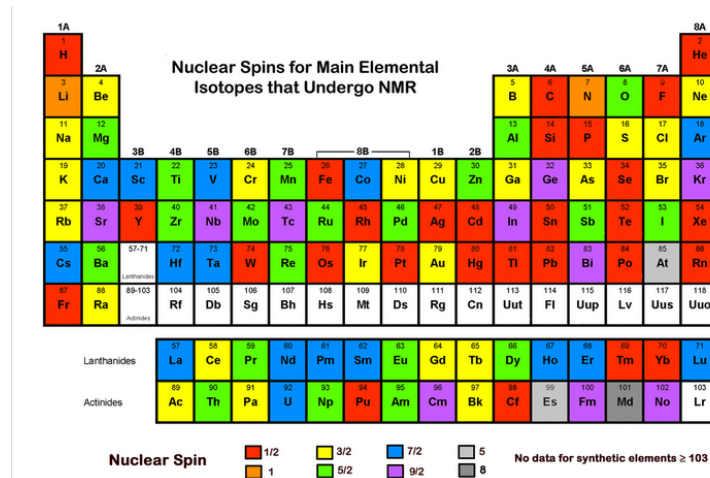 1A
8A
1
H
Nuclear Spins for Main Elemental
Isotopes that Undergo NMR
2
He
2A
3A 4A 5A 6A 7A
3 4 5 6 7 8 9 10
Li Be B C N O F Ne
11 12 13 14 15 16 17 18
Na Mg Al Si P S Cl Ar
3B 4B 5B 6B 7B 8B 1B 2B
19 20 21 22 23 24 25 26 27 28 29 30 31 32 33 34 35 36
K Ca Sc Ti V Cr Mn Fe Co Ni Cu Zn Ga Ge As Se Br Kr
37 38 39 40 41 42 43 44 45 46 47 48 49 50 51 52 53 54
Rb Sr Y Zr Nb Mo Tc Ru Rh Pd Ag Cd In Sn Sb Te I Xe
55 56 57-71 72 73 74 75 76 77 78 79 80 81 82 83 84 85 86
Cs Ba Lanthanides Hf Ta W Re Os Ir Pt Au Hg Tl Pb Bi Po At Rn
87 88 89-103 104 105 106 107 108 109 110 111 112 113 114 115 116 117 118
Fr Ra Actinides Rf Db Sg Bh Hs Mt Ds Rg Cn Uut Fl Uup Lv Uus Uuo
57 58 59 60 61 62 63 64 65 66 67 68 69 70 71
Lanthanides La Ce Pr Nd Pm Sm Eu Gd Tb Dy Ho Er Tm Yb Lu
89 90 91 92 93 94 95 96 97 98 99 100 101 102 103
Actinides Ac Th Pa U Np Pu Am Cm Bk Cf Es Fm Md No Lr
Nuclear Spin
1/2 3/2 7/2 5
1 5/2 9/2 8
No data for synthetic elements ≥ 103